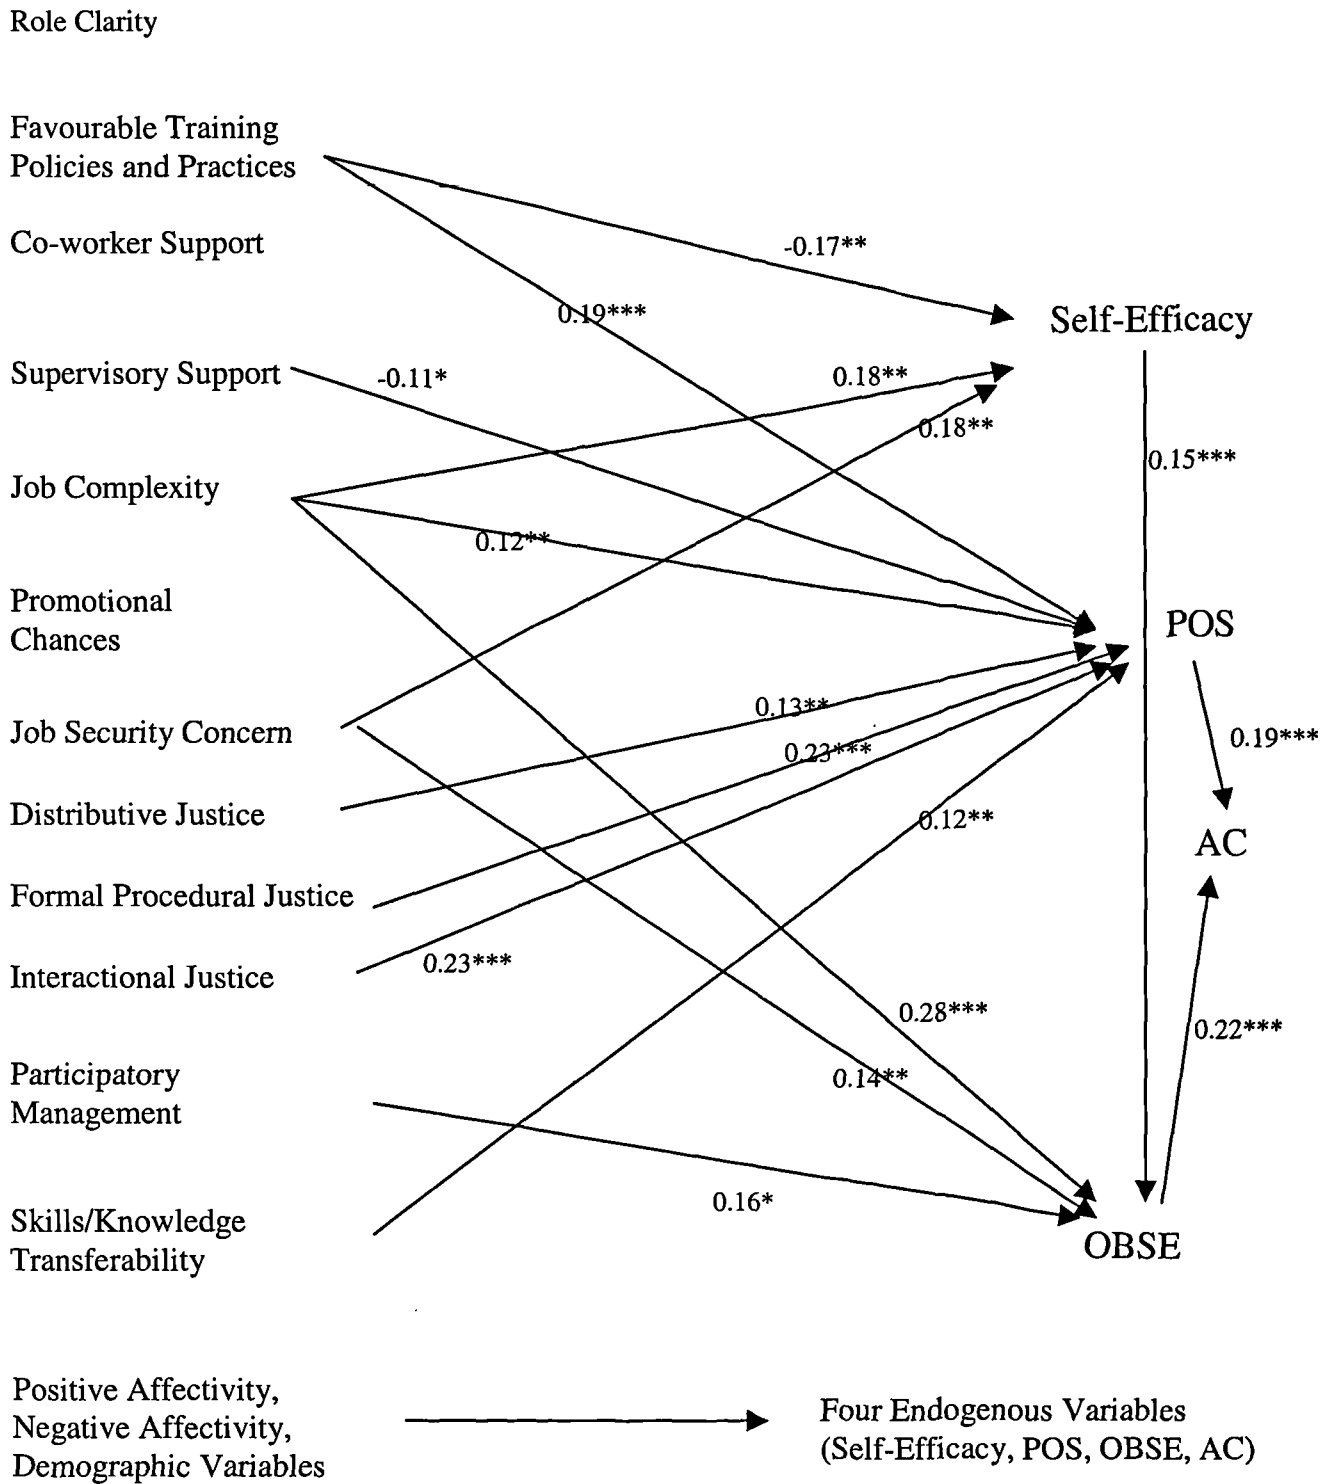 Role Clarity
Favourable Training
Policies and Practices
Co-worker Support
-0.17**
0.19***
Self-Efficacy
Supervisory Support
-0.11*
0.18**
0.18**
0.15***
Job Complexity
0.12**
Promotional
Chances
POS
Job Security Concern
0.13**
0.23***
0.19***
Distributive Justice
0.12**
AC
Formal Procedural Justice
Interactional Justice
0.23***
0.28***
0.22***
Participatory
Management
0.14**
0.16*
Skills/Knowledge
Transferability
OBSE
Positive Affectivity,
Negative Affectivity,
Demographic Variables
Four Endogenous Variables
(Self-Efficacy, POS, OBSE, AC)